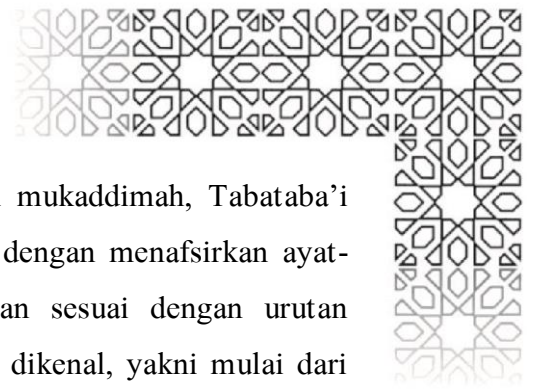 mukaddimah, Tabataba’i
dengan menafsirkan ayat-
an sesuai dengan urutan
dikenal, yakni mulai dari